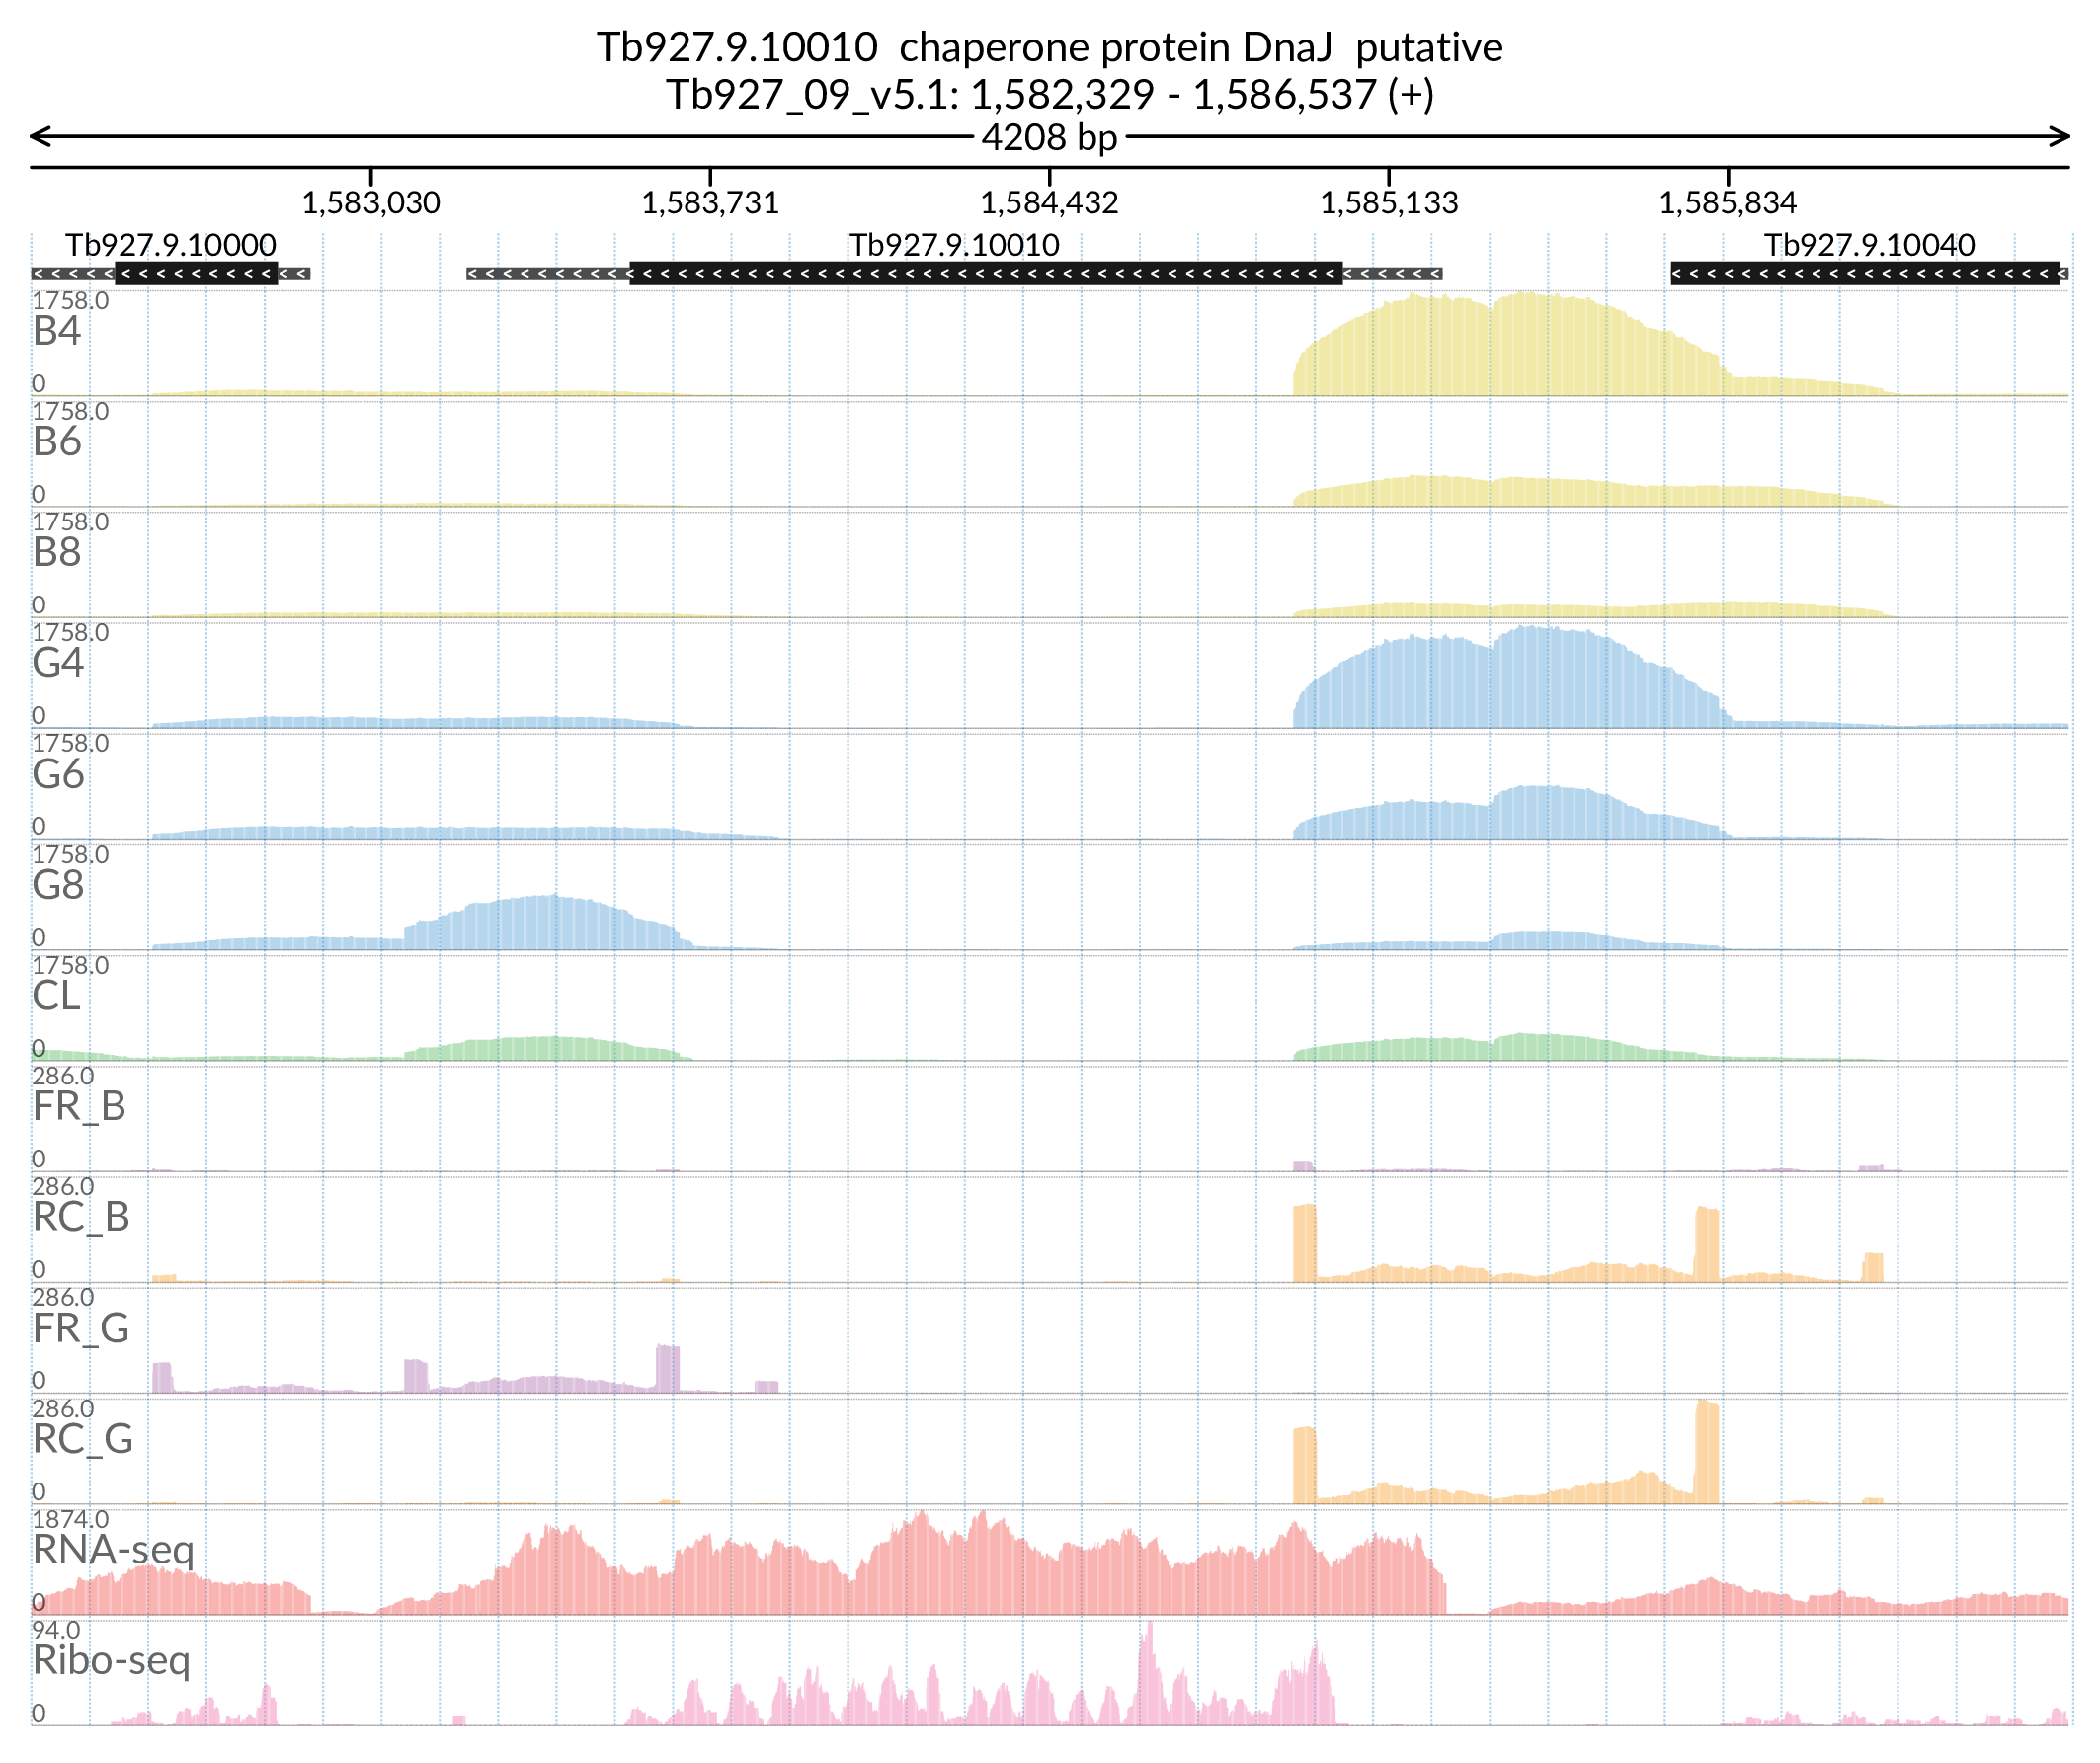 Tb927.9.10010  chaperone protein DnaJ  putative
Tb927_09_v5.1: 1,582,329 - 1,586,537 (+)
4208 bp
1,583,030 1,583,731 1,584,432 1,585,133 1,585,834
Tb927.9.10000 Tb927.9.10010 Tb927.9.10040
1758.0
B4
0
1758.0
B6
0
1758.0
B8
0
1758.0
G4
0
1758.0
G6
0
1758.0
G8
0
1758.0
CL
0
286.0
FR_B
0
286.0
RC_B
0
286.0
FR_G
0
286.0
RC_G
0
1874.0
RNA-seq
0
94.0
Ribo-seq
0